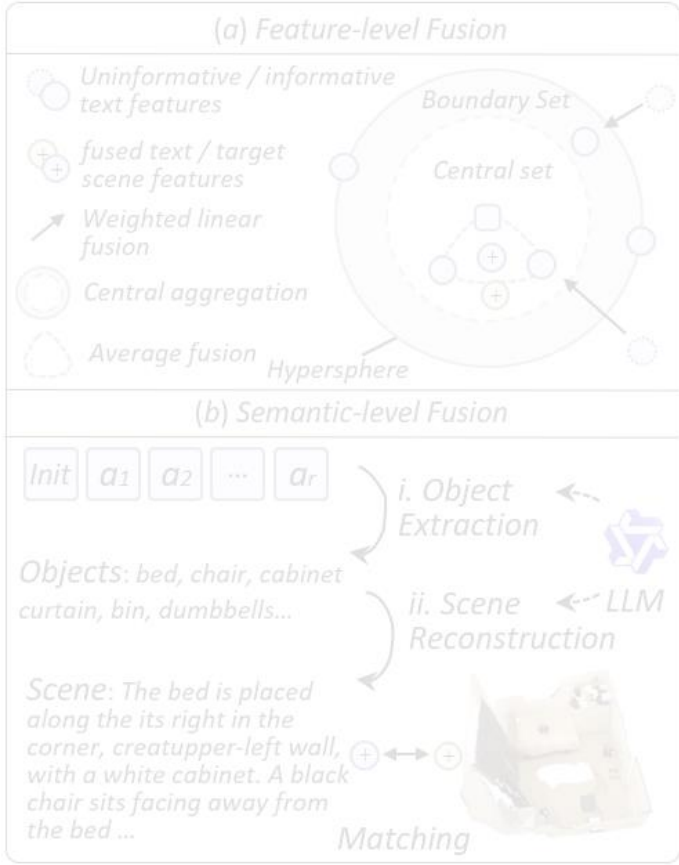 (a) Feature-level Fusion
Uninformative / informative
text features
fused text / target
scene features
Weighted linear
fusion
Central aggregation
Average fusion
Boundary Set
Central set
Hypersphere
(b) Semantic-level Fusion
Init a1 a2 ... ar
i. Object
Extraction
Objects: bed, chair, cabinet
curtain, bin, dumbbells...
ii. Scene
Reconstruction
LLM
Scene: The bed is placed
along the its right in the
corner, creatupper-left wall,
with a white cabinet. A black
chair sits facing away from
the bed ...
Matching